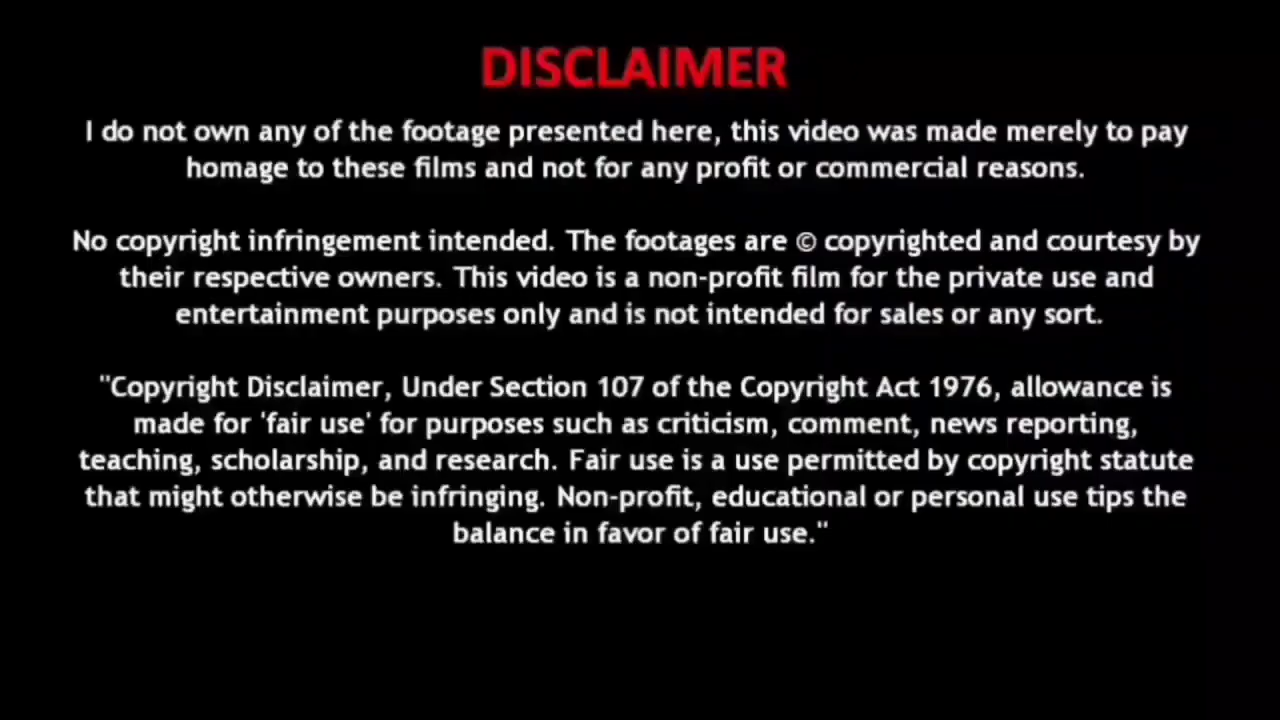 DISCLAIMER
I do not own any of the footage presented here, this video was made merely to pay
homage to these films and not for any profit or commercial reasons.
No copyright infringement intended. The footages are © copyrighted and courtesy by
their respective owners. This video is a non-profit film for the private use and
entertainment purposes only and is not intended for sales or any sort.
"Copyright Disclaimer, Under Section 107 of the Copyright Act 1976, allowance is
made for 'fair use' for purposes such as criticism, comment, news reporting,
teaching, scholarship, and research. Fair use is a use permitted by copyright statute
that might otherwise be infringing. Non-profit, educational or personal use tips the
balance in favor of fair use."